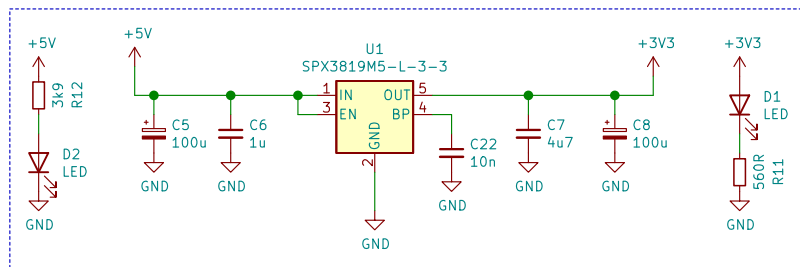 +5V
3k9
R12
D2
LED
GND
+5V
C5
100u
GND
C6
1u
GND
U1
SPX3819M5-L-3-3
1
IN
OUT
5
3
EN
BP
4
GND
2
GND
C22
10n
GND
C7
4u7
GND
+3V3
C8
100u
GND
+3V3
D1
LED
560R
R11
GND